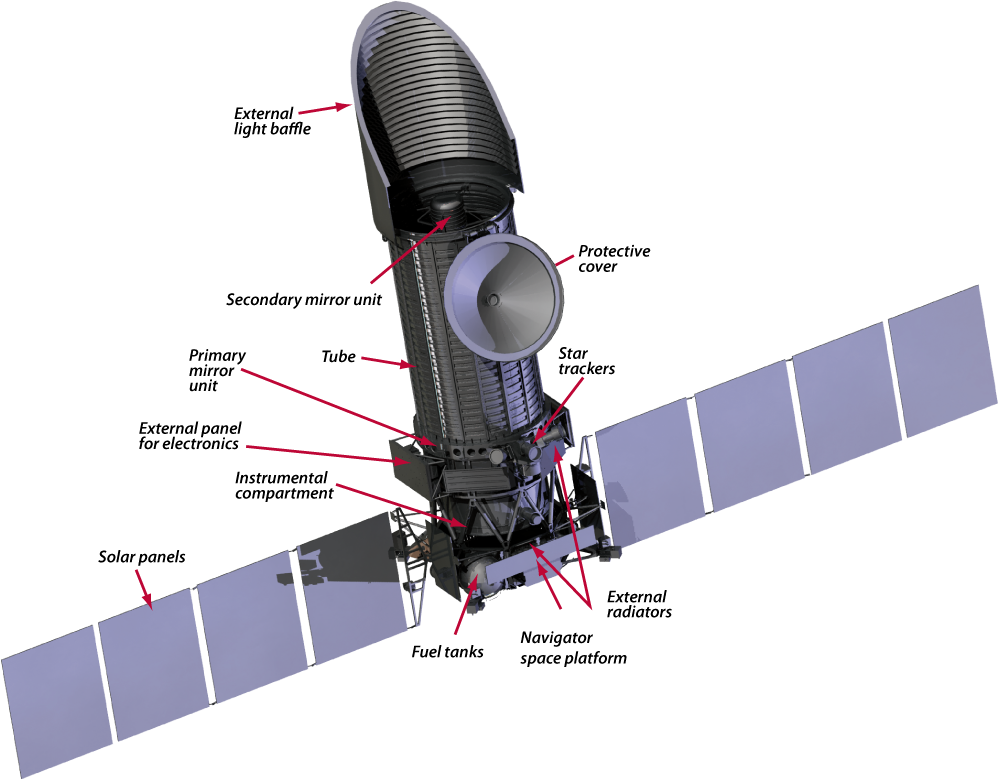 External
light baffle
Protective
cover
Secondary mirror unit
Primary
mirror
unit
Tube
Star
trackers
External panel
for electronics
Instrumental
compartment
Solar panels
External
radiators
Fuel tanks
Navigator
space platform